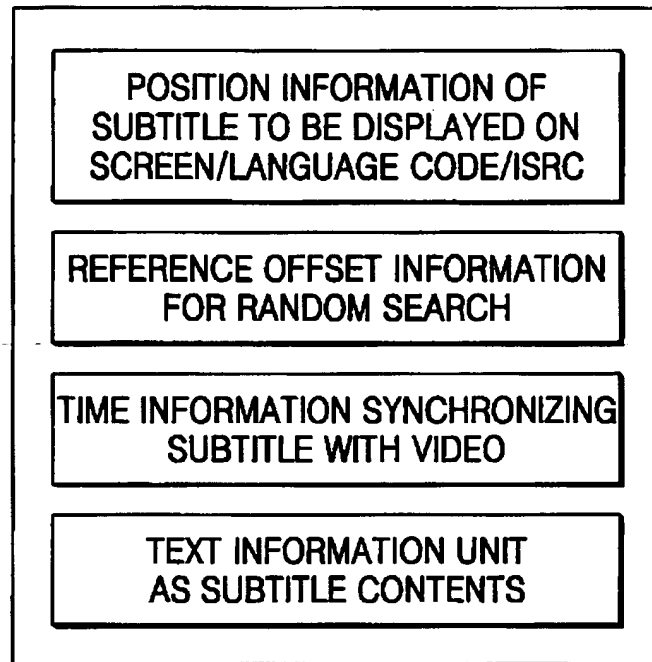 POSITION INFORMATION OF
SUBTITLE TO BE DISPLAYED ON
SCREEN/LANGUAGE CODE/ISRC
REFERENCE OFFSET INFORMATION
FOR RANDOM SEARCH
TIME INFORMATION SYNCHRONIZING
SUBTITLE WITH VIDEO
TEXT INFORMATION UNIT
AS SUBTITLE CONTENTS